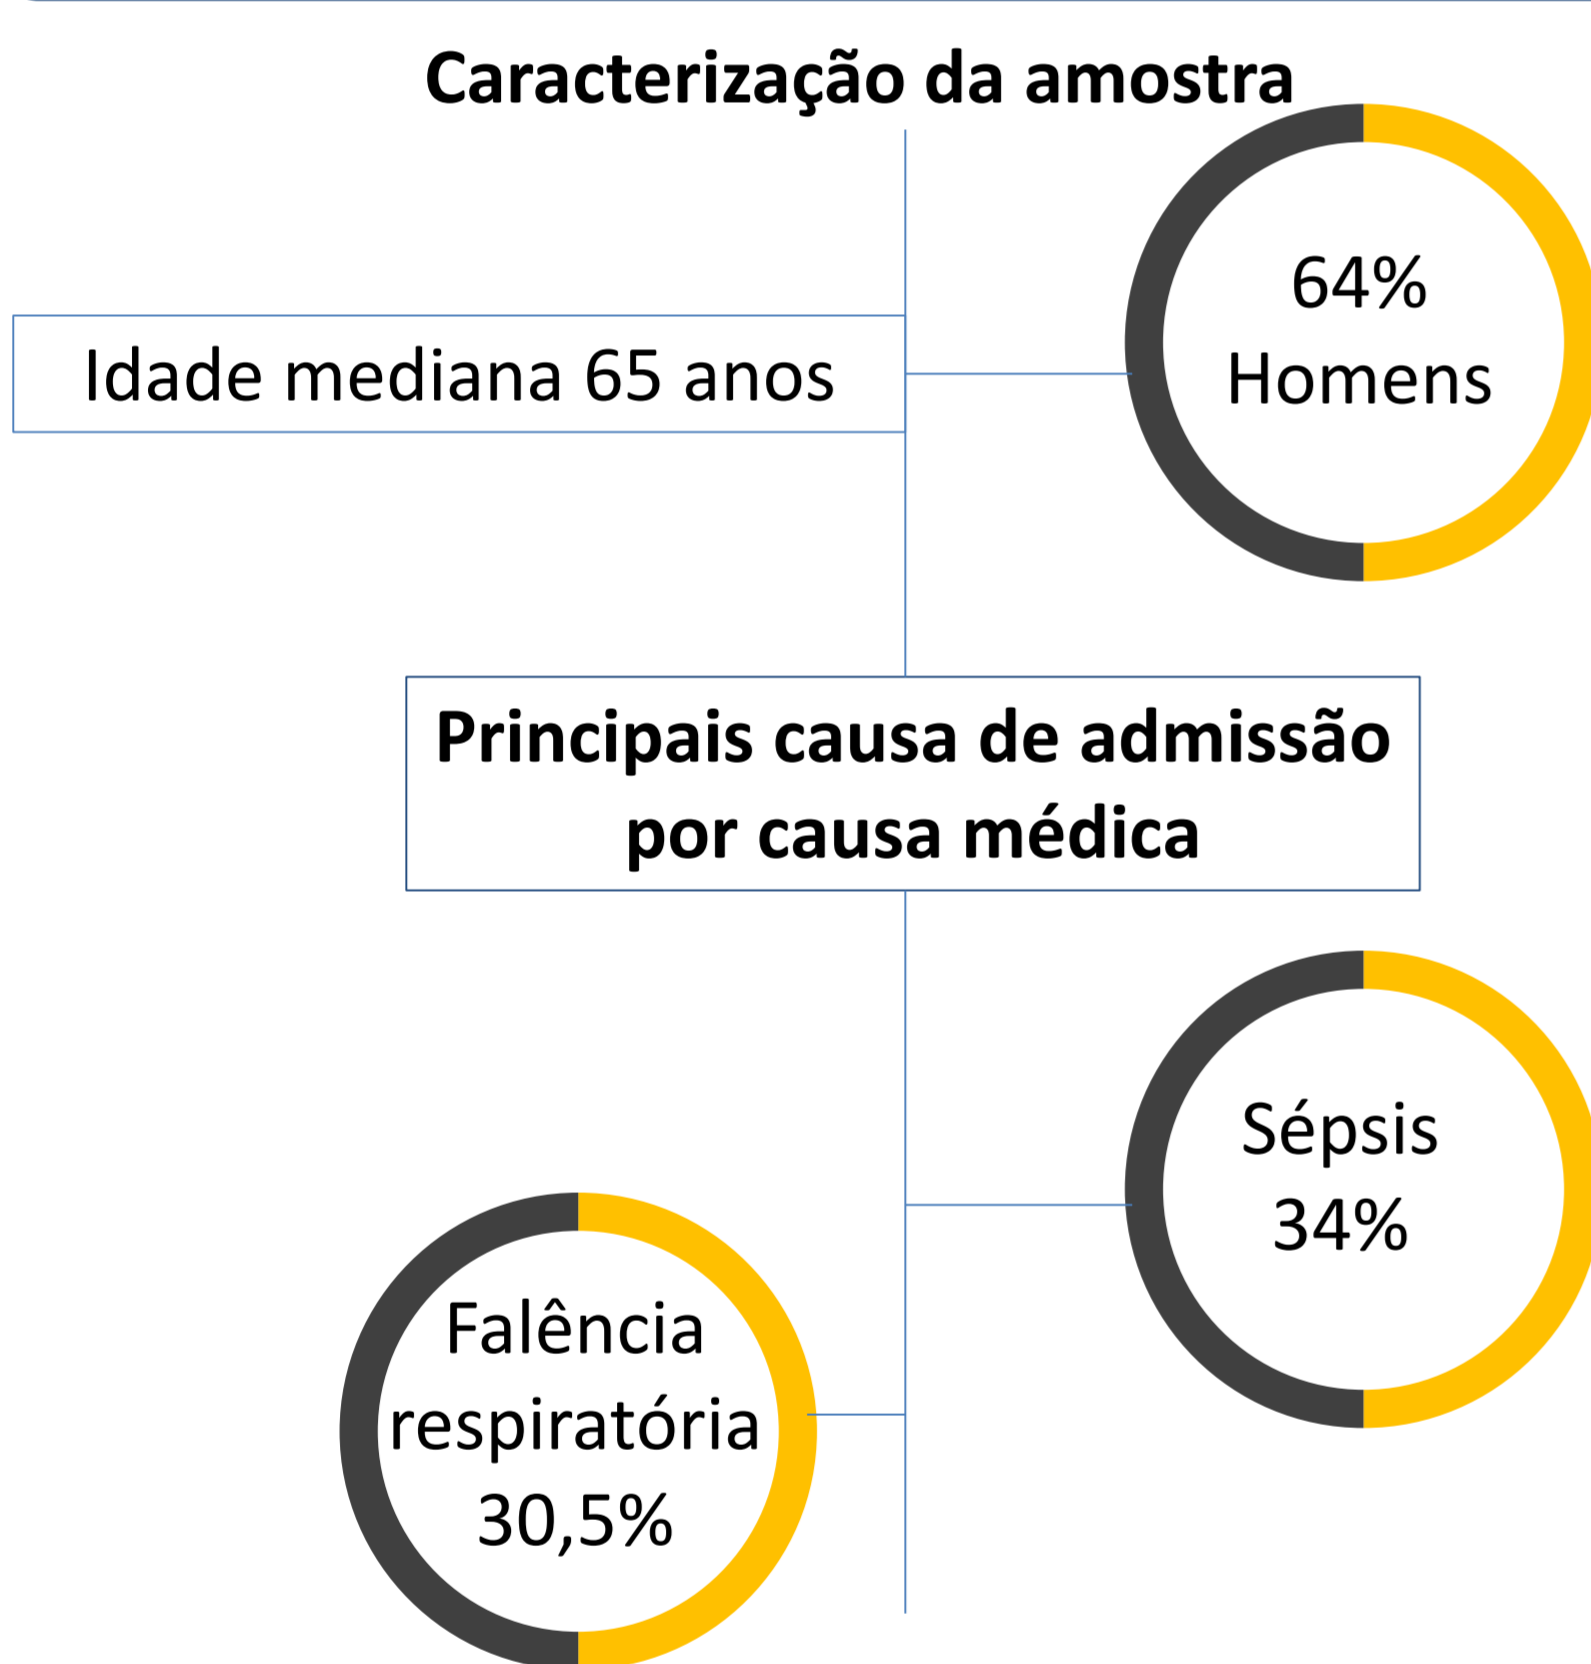 Caracterização da amostra
64%
Homens
Idade mediana 65 anos
Principais causa de admissão
por causa médica
Sépsis
34%
Falência
respiratória
30,5%